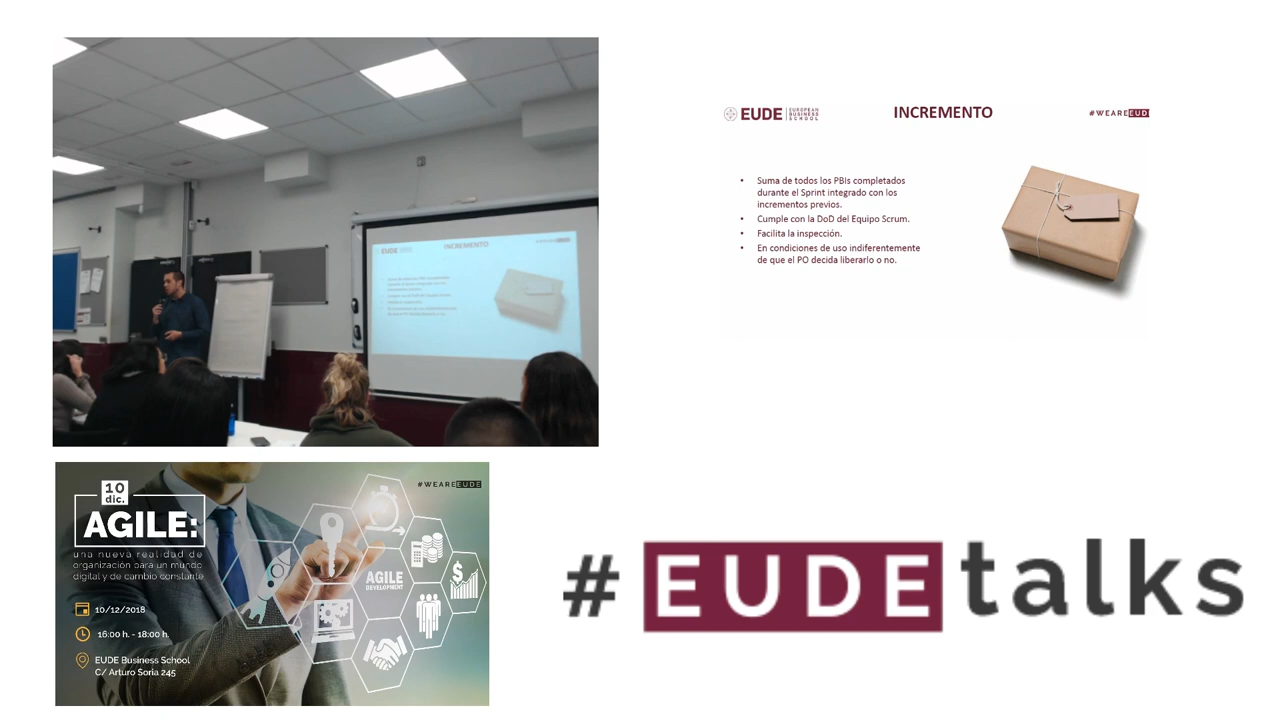 EUDE EUROPEAN BUSINESS SCHOOL
INCREMENTO
#WEAREEUD
• Suma de todos los PBIs completados
durante el Sprint integrado con los
incrementos previos.
• Cumple con la DoD del Equipo Scrum.
• Facilita la inspección.
• En condiciones de uso indiferentemente
de que el PO decida liberarlo o no.
INCREMENTO
10
dic.
AGILE:
una nueva realidad de
organización para un mundo
digital y de cambio constante
10/12/2018
16:00 h. - 18:00 h.
EUDE Business School
C/ Arturo Soria 245
#WEAREEUDE
AGILE
DEVELOPMENT
#EUDEtalks